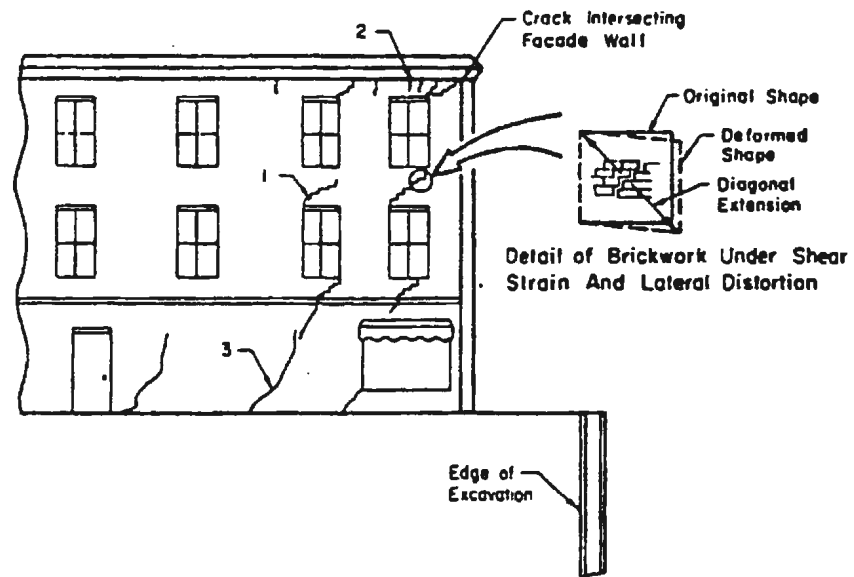 Crack Intersecting
Facade Wall
2
Original Shape
Deformed
Shape
Diagonal
Extension
1
Detail of Brickwork Under Shear
Strain And Lateral Distortion
3
Edge of
Excavation